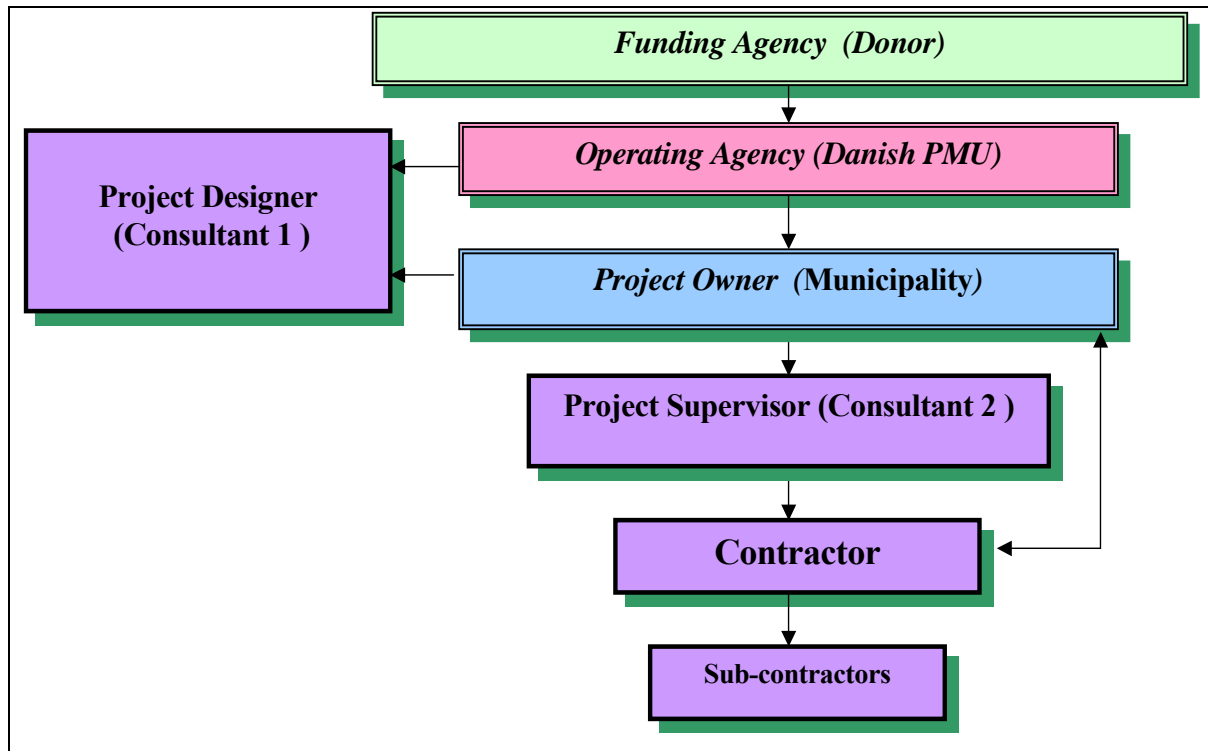 Funding Agency (Donor)
Operating Agency (Danish PMU)
Project Designer
(Consultant 1 )
Project Owner (Municipality)
Project Supervisor (Consultant 2 )
Contractor
Sub-contractors